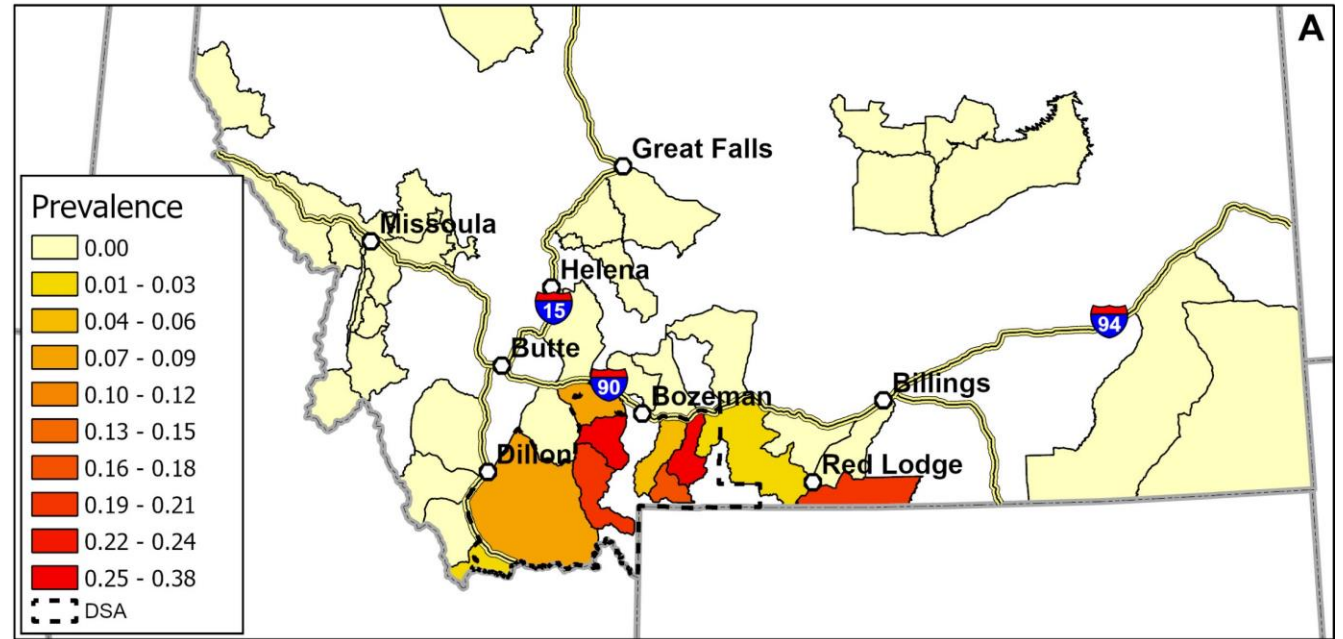 A
Great Falls
Prevalence
0.00
0.01 - 0.03
0.04 - 0.06
0.07 - 0.09
0.10 - 0.12
0.13 - 0.15
0.16 - 0.18
0.19 - 0.21
0.22 - 0.24
0.25 - 0.38
DSA
Missoula
Helena
15
94
Butte
90
Billings
Bozeman
Dillon
Red Lodge